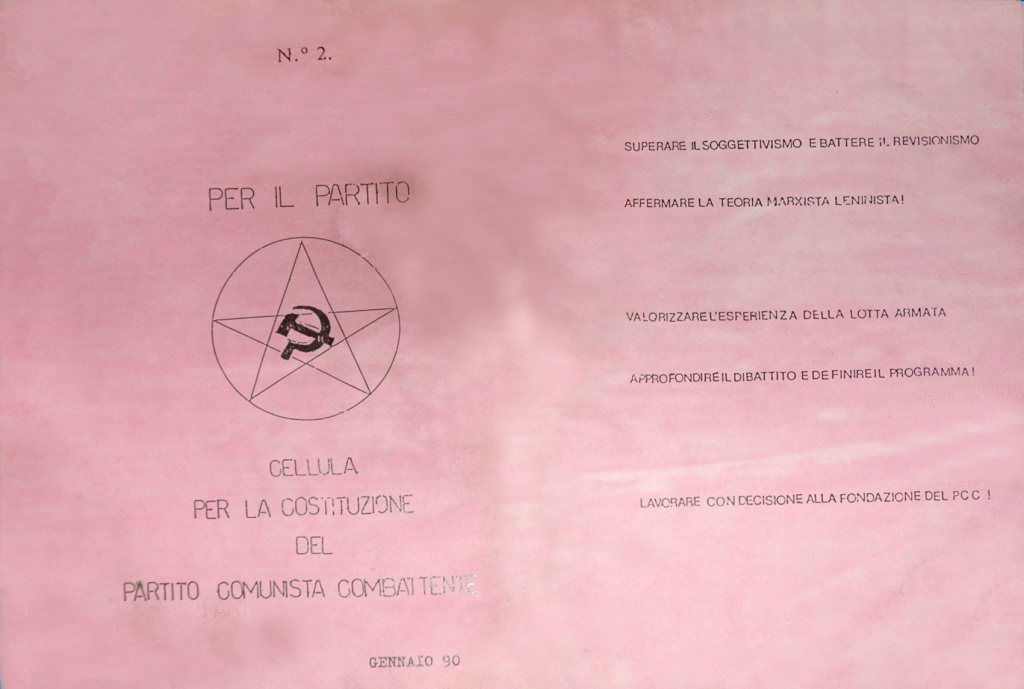 N.º 2.
PER IL PARTITO
CELLULA
PER LA COSTITUZIONE
DEL
PARTITO COMUNISTA COMBATTENTE
GENNAIO 90
SUPERARE IL SOGGETTIVISMO E BATTERE IL REVISIONISMO
AFFERMARE LA TEORIA MARXISTA LENINISTA!
VALORIZZARE L'ESPERIENZA DELLA LOTTA ARMATA
APPROFONDIRE IL DIBATTITO E DEFINIRE IL PROGRAMMA!
LAVORARE CON DECISIONE ALLA FONDAZIONE DEL PCC !